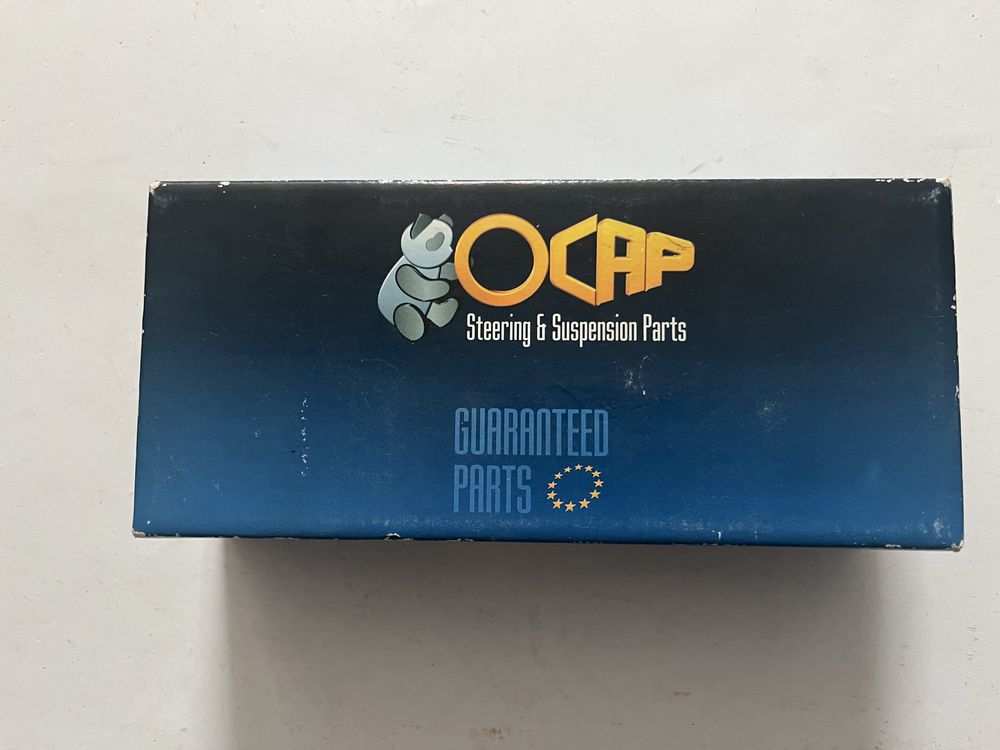 OCAP
Steering & Suspension Parts
GUARANTEED
PARTS